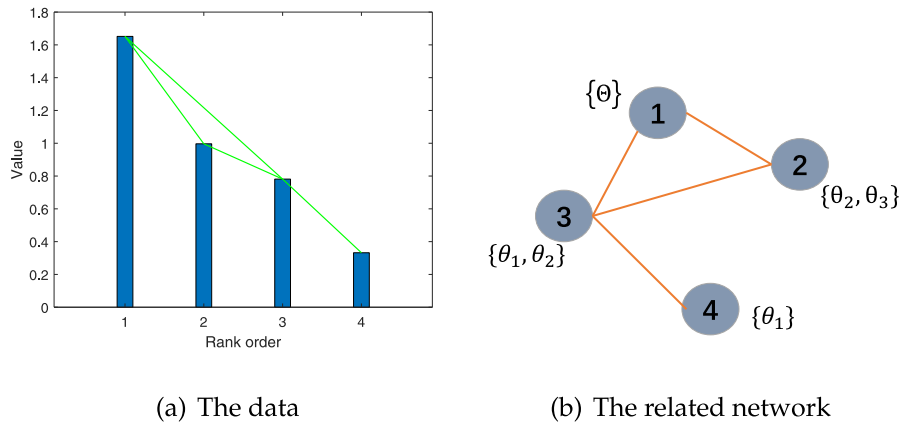 1.8
1.6
1.4
1.2
1
0.8
0.6
0.4
0.2
0
Value
1 2 3 4
Rank order
(a) The data
{Θ}
1
2
{θ₂, θ₃}
3
{θ₁, θ₂}
4
{θ₁}
(b) The related network